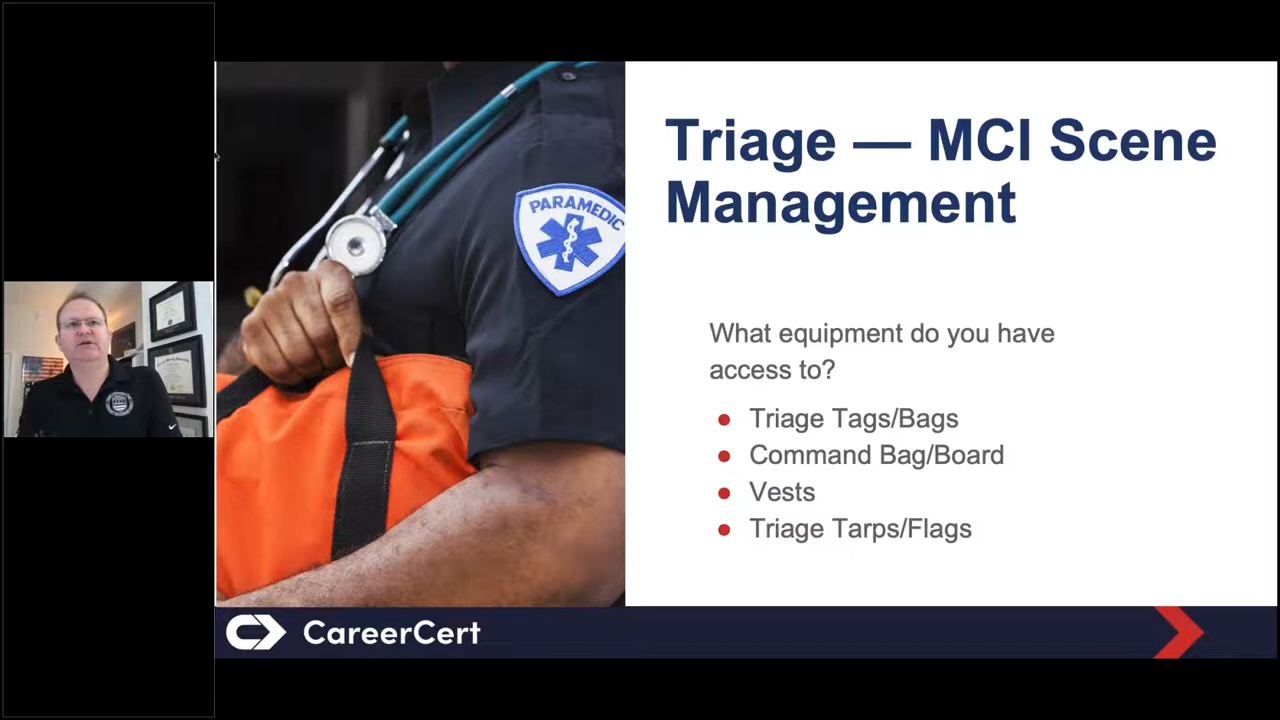 Triage — MCI Scene
Management
PARAMEDIC
What equipment do you have
access to?
Triage Tags/Bags
Command Bag/Board
Vests
Triage Tarps/Flags
CareerCert